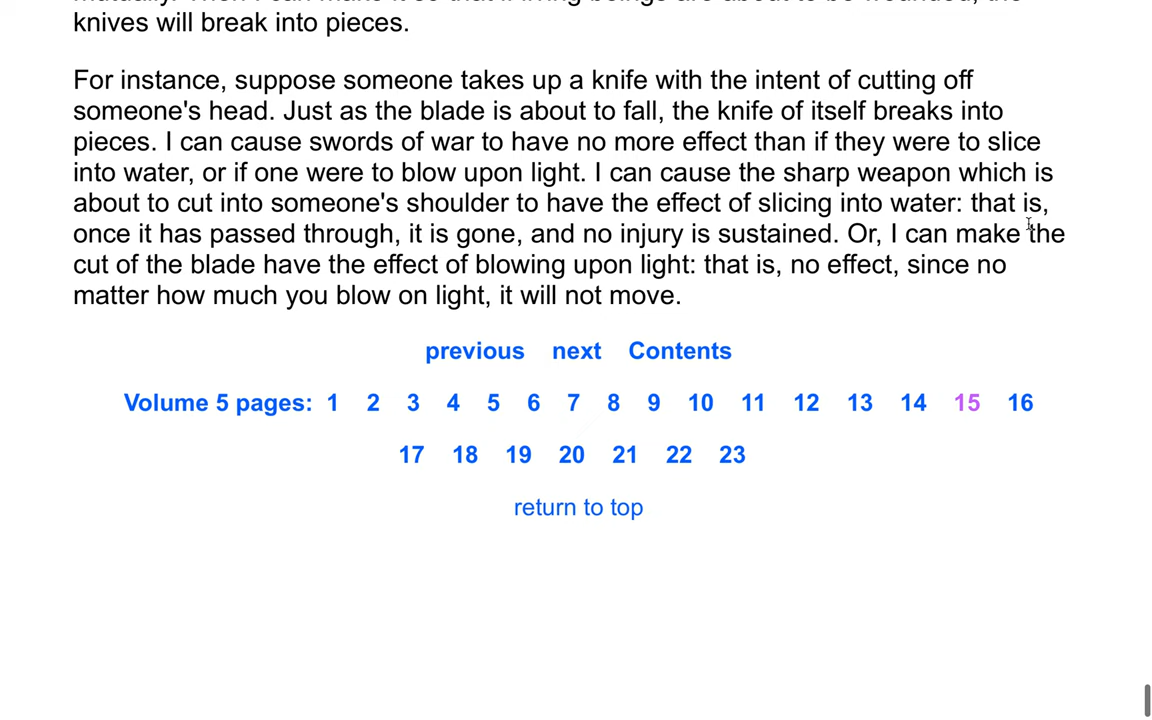 knives will break into pieces.
For instance, suppose someone takes up a knife with the intent of cutting off
someone's head. Just as the blade is about to fall, the knife of itself breaks into
pieces. I can cause swords of war to have no more effect than if they were to slice
into water, or if one were to blow upon light. I can cause the sharp weapon which is
about to cut into someone's shoulder to have the effect of slicing into water: that is,
once it has passed through, it is gone, and no injury is sustained. Or, I can make the
cut of the blade have the effect of blowing upon light: that is, no effect, since no
matter how much you blow on light, it will not move.
previous next Contents
Volume 5 pages: 1 2 3 4 5 6 7 8 9 10 11 12 13 14 15 16
17 18 19 20 21 22 23
return to top